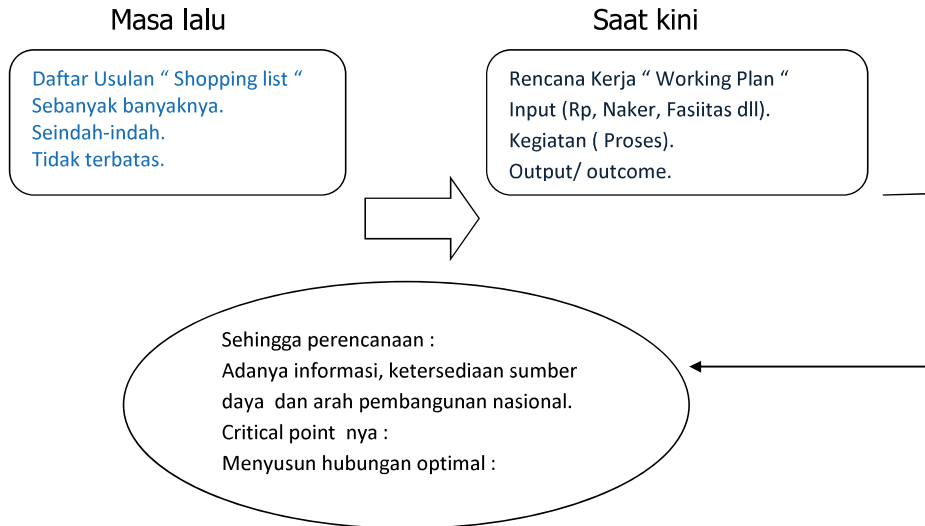 Masa lalu
Saat kini
Daftar Usulan “ Shopping list “
Sebanyak banyaknya.
Seindah-indah.
Tidak terbatas.
Rencana Kerja “ Working Plan “
Input (Rp, Naker, Fasiitas dll).
Kegiatan ( Proses).
Output/ outcome.
Sehingga perencanaan :
Adanya informasi, ketersediaan sumber
daya dan arah pembangunan nasional.
Critical point nya :
Menyusun hubungan optimal :